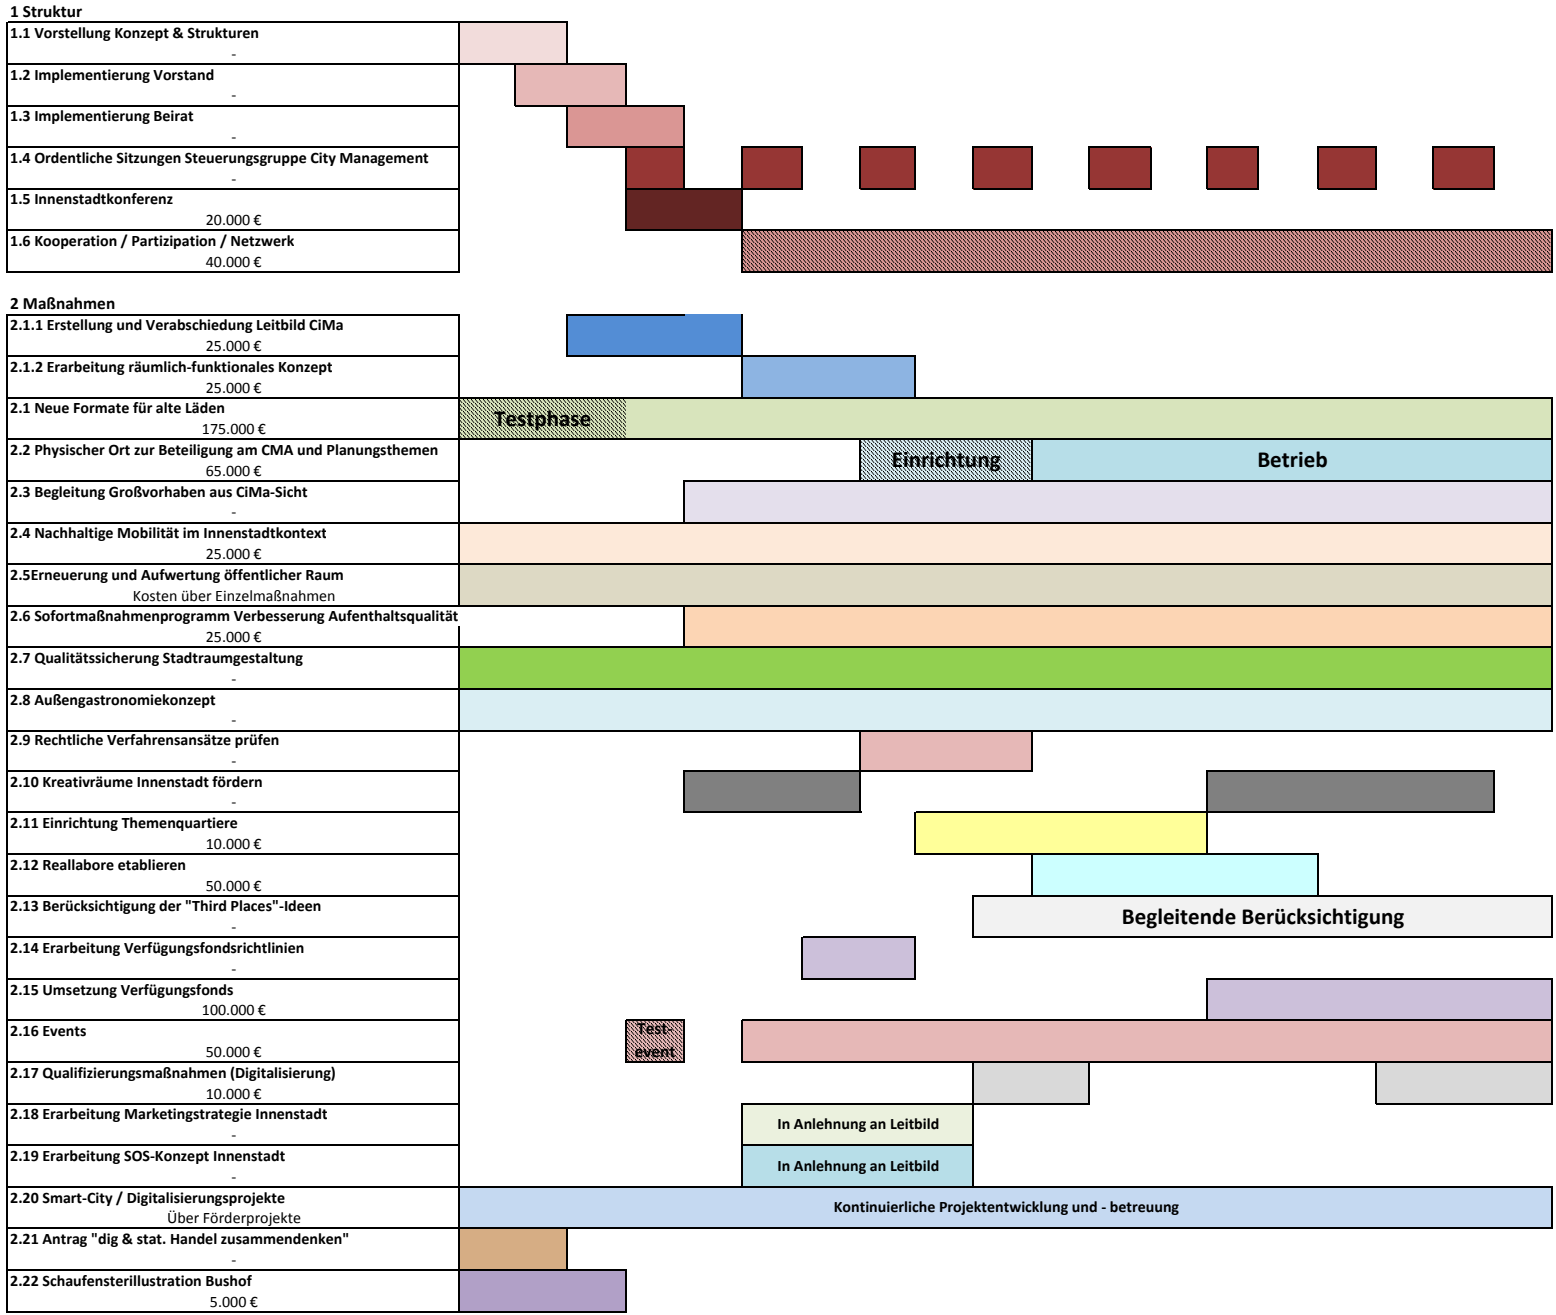 1 Struktur
1.1 Vorstellung Konzept & Strukturen
-
1.2 Implementierung Vorstand
-
1.3 Implementierung Beirat
-
1.4 Ordentliche Sitzungen Steuerungsgruppe City Management
-
1.5 Innenstadtkonferenz
20.000 €
1.6 Kooperation / Partizipation / Netzwerk
40.000 €
2 Maßnahmen
2.1.1 Erstellung und Verabschiedung Leitbild CiMa
25.000 €
2.1.2 Erarbeitung räumlich-funktionales Konzept
25.000 €
2.1 Neue Formate für alte Läden
175.000 €
Testphase
2.2 Physischer Ort zur Beteiligung am CMA und Planungsthemen
65.000 €
Einrichtung
Betrieb
2.3 Begleitung Großvorhaben aus CiMa-Sicht
-
2.4 Nachhaltige Mobilität im Innenstadtkontext
25.000 €
2.5Erneuerung und Aufwertung öffentlicher Raum
Kosten über Einzelmaßnahmen
2.6 Sofortmaßnahmenprogramm Verbesserung Aufenthaltsqualität
25.000 €
2.7 Qualitätssicherung Stadtraumgestaltung
-
2.8 Außengastronomiekonzept
-
2.9 Rechtliche Verfahrensansätze prüfen
-
2.10 Kreativräume Innenstadt fördern
-
2.11 Einrichtung Themenquartiere
10.000 €
2.12 Reallabore etablieren
50.000 €
2.13 Berücksichtigung der "Third Places"-Ideen
-
Begleitende Berücksichtigung
2.14 Erarbeitung Verfügungsfondsrichtlinien
-
2.15 Umsetzung Verfügungsfonds
100.000 €
2.16 Events
50.000 €
Test-
event
2.17 Qualifizierungsmaßnahmen (Digitalisierung)
10.000 €
2.18 Erarbeitung Marketingstrategie Innenstadt
-
In Anlehnung an Leitbild
2.19 Erarbeitung SOS-Konzept Innenstadt
-
In Anlehnung an Leitbild
2.20 Smart-City / Digitalisierungsprojekte
Über Förderprojekte
Kontinuierliche Projektentwicklung und - betreuung
2.21 Antrag "dig & stat. Handel zusammendenken"
-
2.22 Schaufensterillustration Bushof
5.000 €